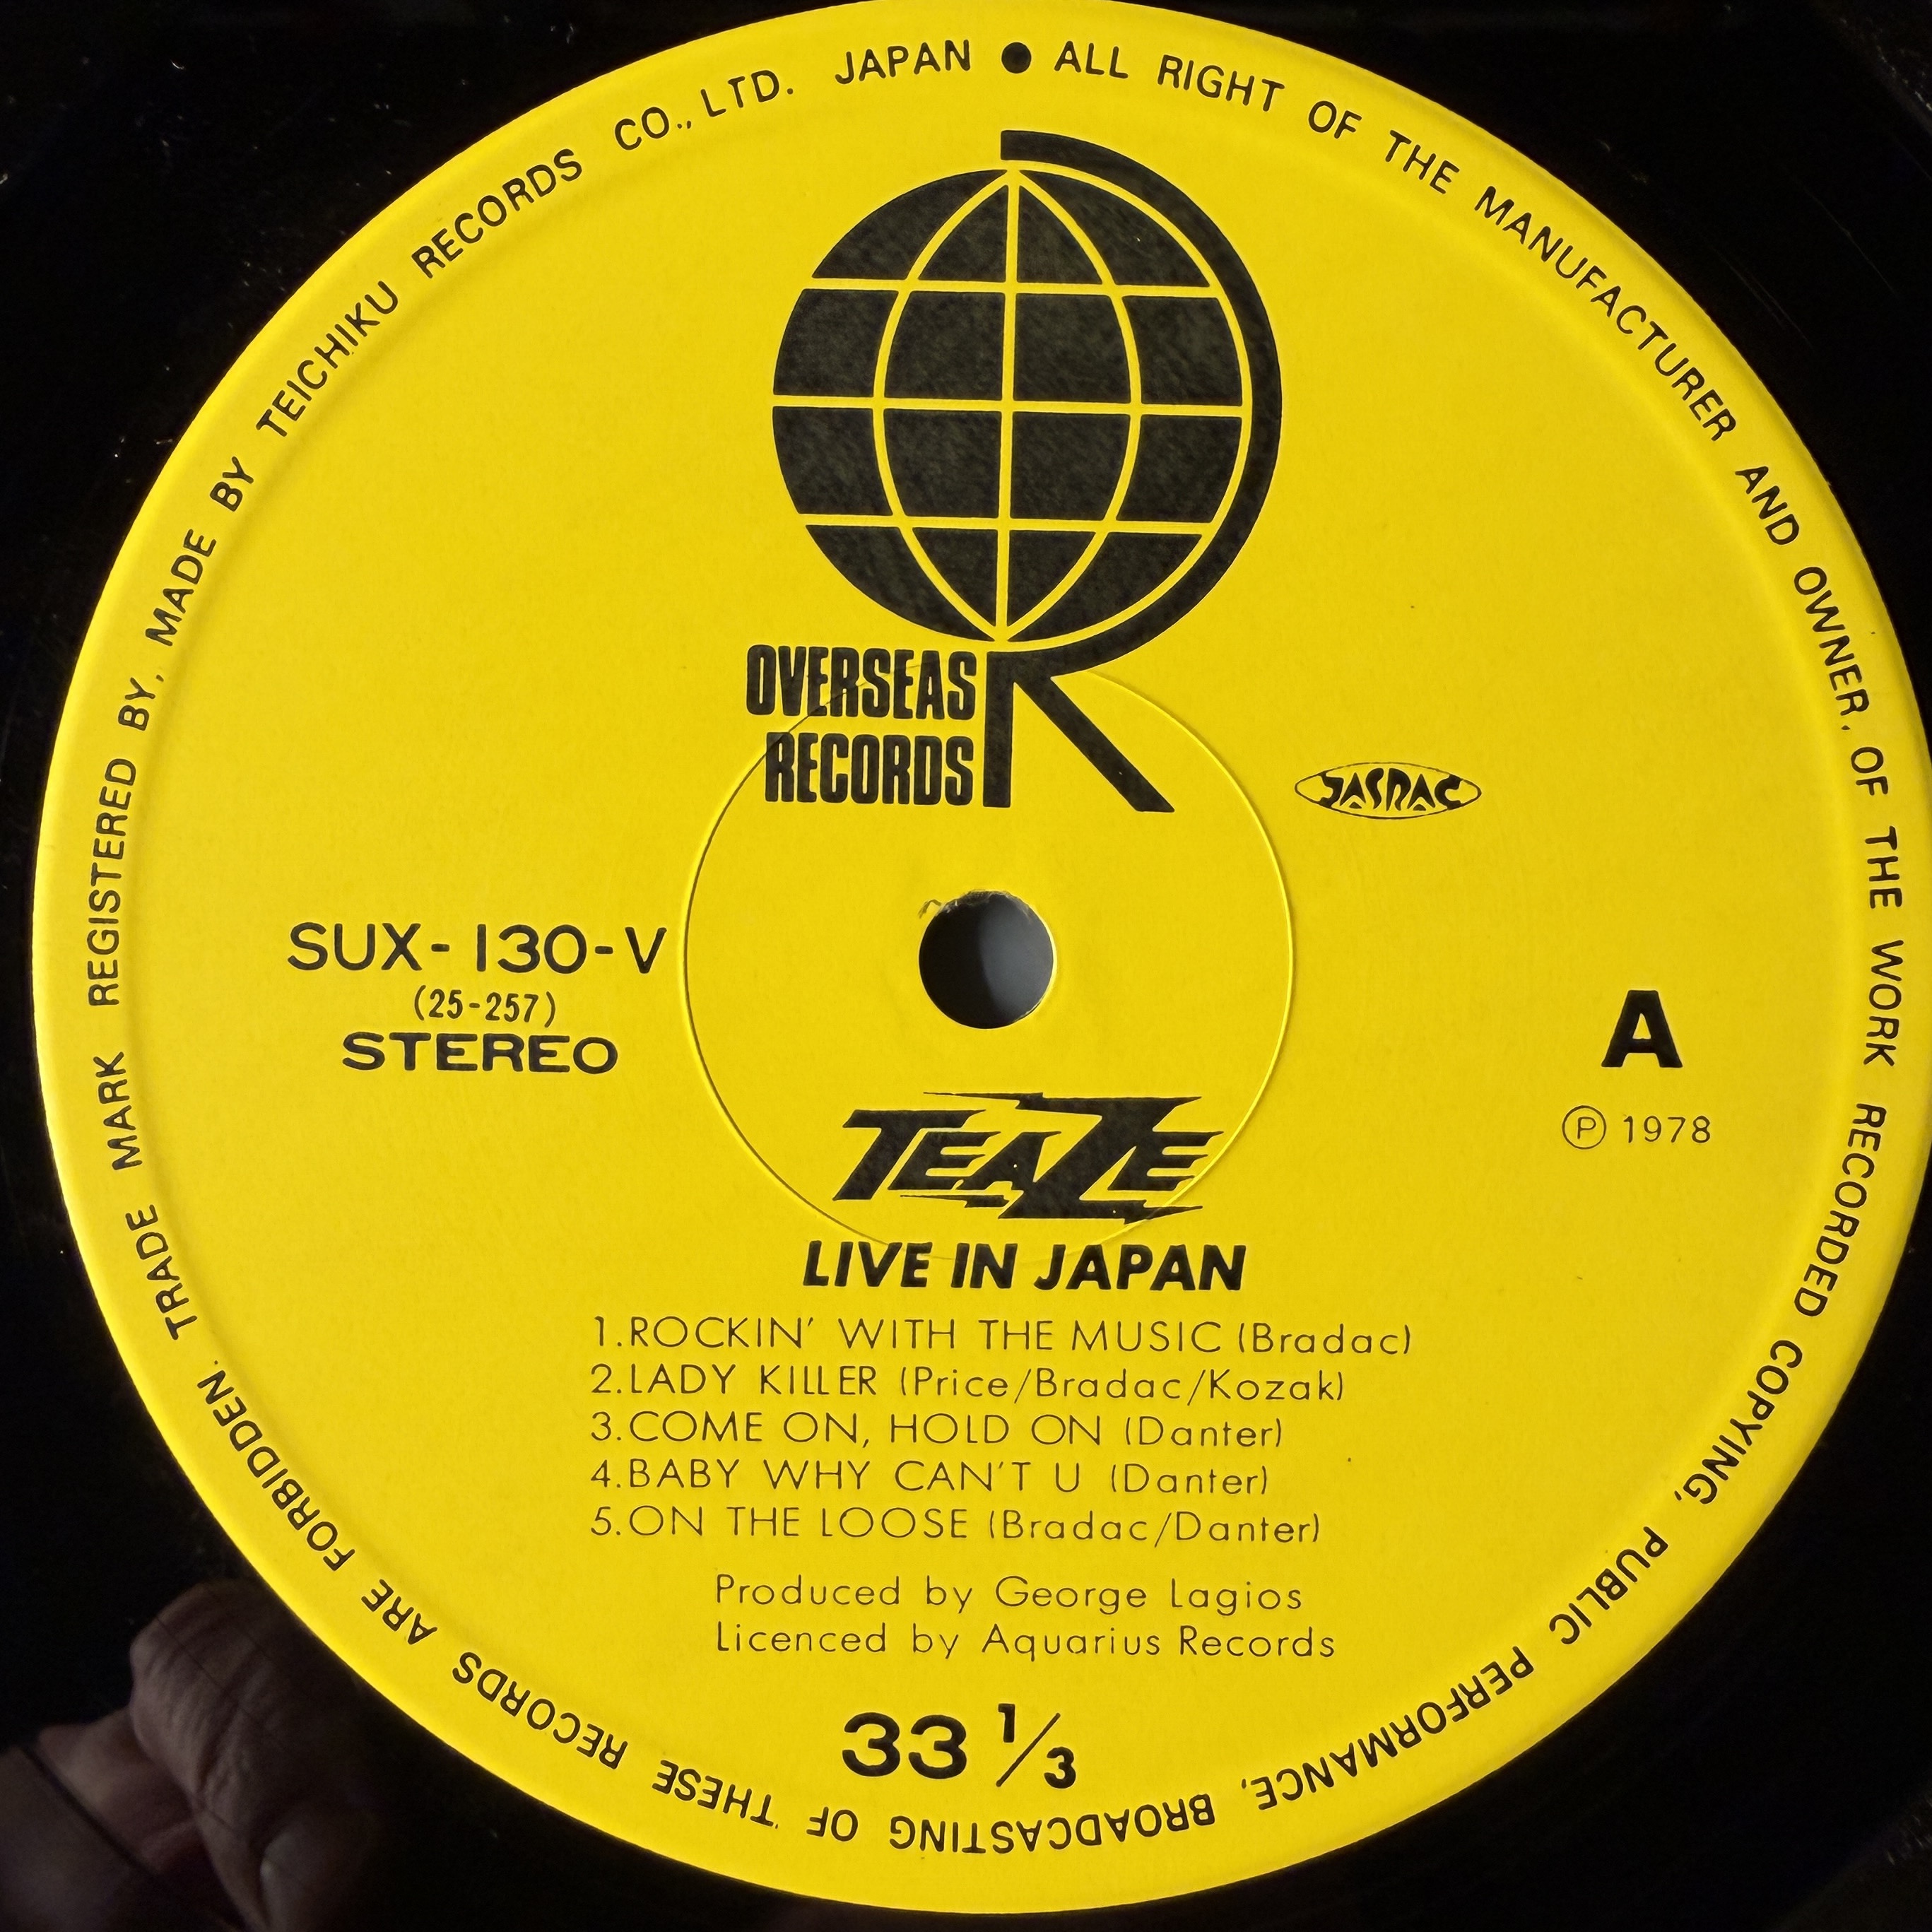 TRADE MARK REGISTERED BY, MADE BY TEICHIKU RECORDS CO., LTD. JAPAN ● ALL RIGHT OF THE MANUFACTURER AND OWNER, OF THE WORK RECORDED COPYING, PUBLIC PERFORMANCE, BROADCASTING OF THESE RECORDS ARE FORBIDDEN.
R
OVERSEAS
RECORDS
JASRAC
SUX-130-V
(25-257)
STEREO
A
Ⓟ 1978
TEAZE
LIVE IN JAPAN
1.ROCKIN' WITH THE MUSIC (Bradac)
2.LADY KILLER (Price/Bradac/Kozak)
3.COME ON, HOLD ON (Danter)
4.BABY WHY CAN'T U (Danter)
5.ON THE LOOSE (Bradac/Danter)
Produced by George Lagios
Licenced by Aquarius Records
33 1/3